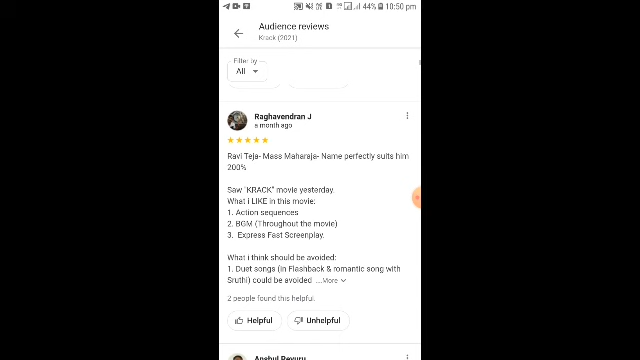 44% 10:50 pm
Audience reviews
Krack (2021)
Filter by
All
Raghavendran J
a month ago
Ravi Teja- Mass Maharaja- Name perfectly suits him
200%
Saw "KRACK" movie yesterday.
What i LIKE in this movie:
1. Action sequences
2. BGM (Throughout the movie)
3. Express Fast Screenplay.
What i think should be avoided:
1. Duet songs (in Flashback & romantic song with
Sruthi) could be avoided ...More
2 people found this helpful.
Helpful Unhelpful
Anshul Revuru